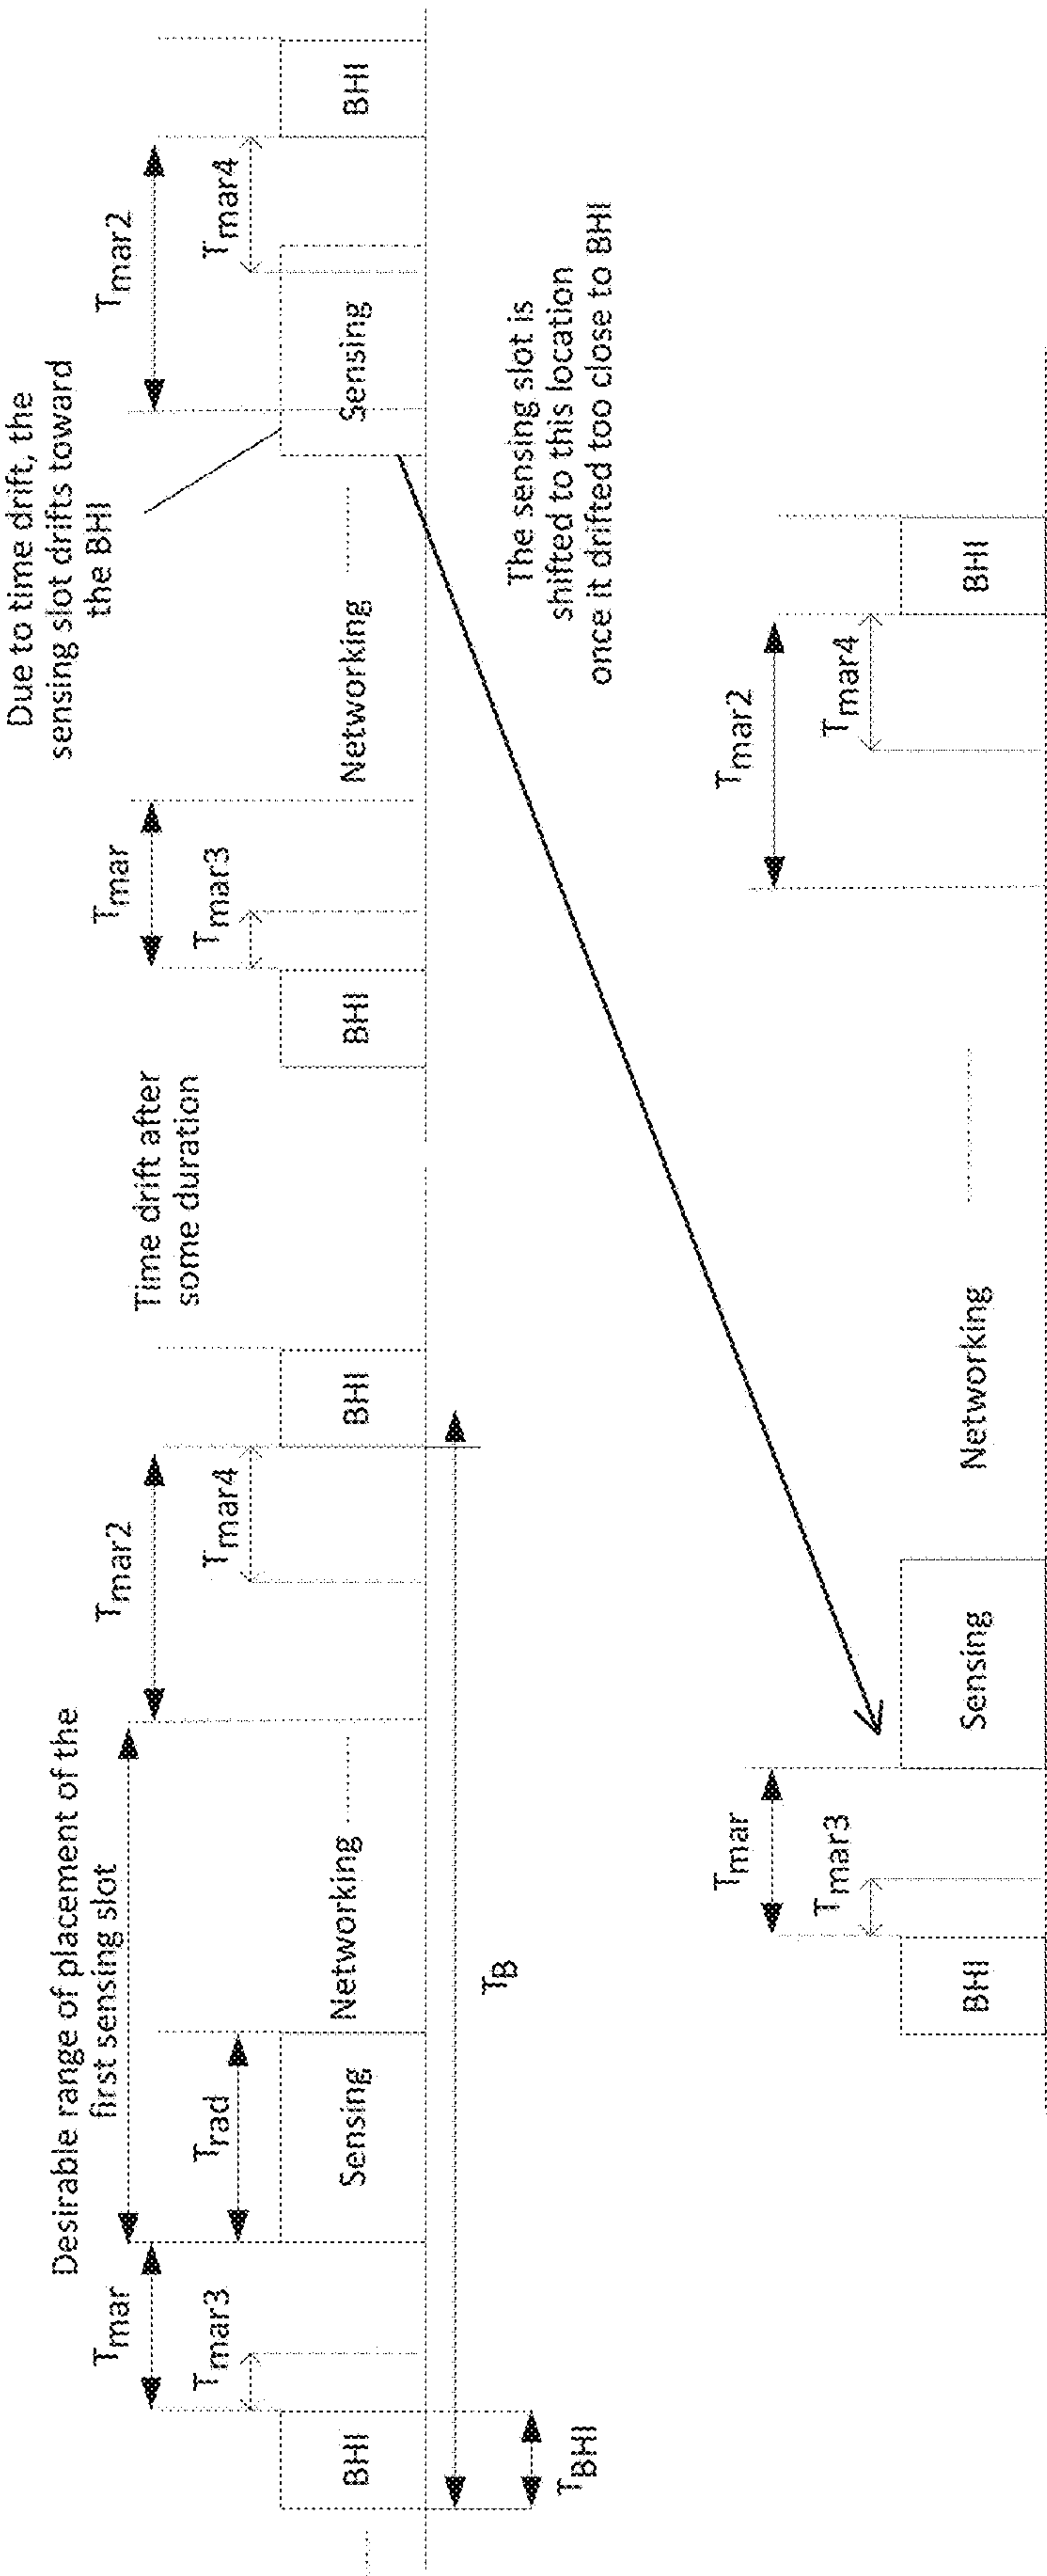 Desirable range of placement of the
first sensing slot
Tmar
Tmar3
Trad
Tmar2
Tmar4
BHI
Sensing
Networking
BHI
TB
TBHI
Time drift after
some duration
Due to time drift, the
sensing slot drifts toward
the BHI
Tmar
Tmar3
Tmar2
Tmar4
BHI
Networking
Sensing
BHI
The sensing slot is
shifted to this location
once it drifted too close to BHI
Tmar
Tmar3
Tmar2
Tmar4
BHI
Sensing
Networking
BHI